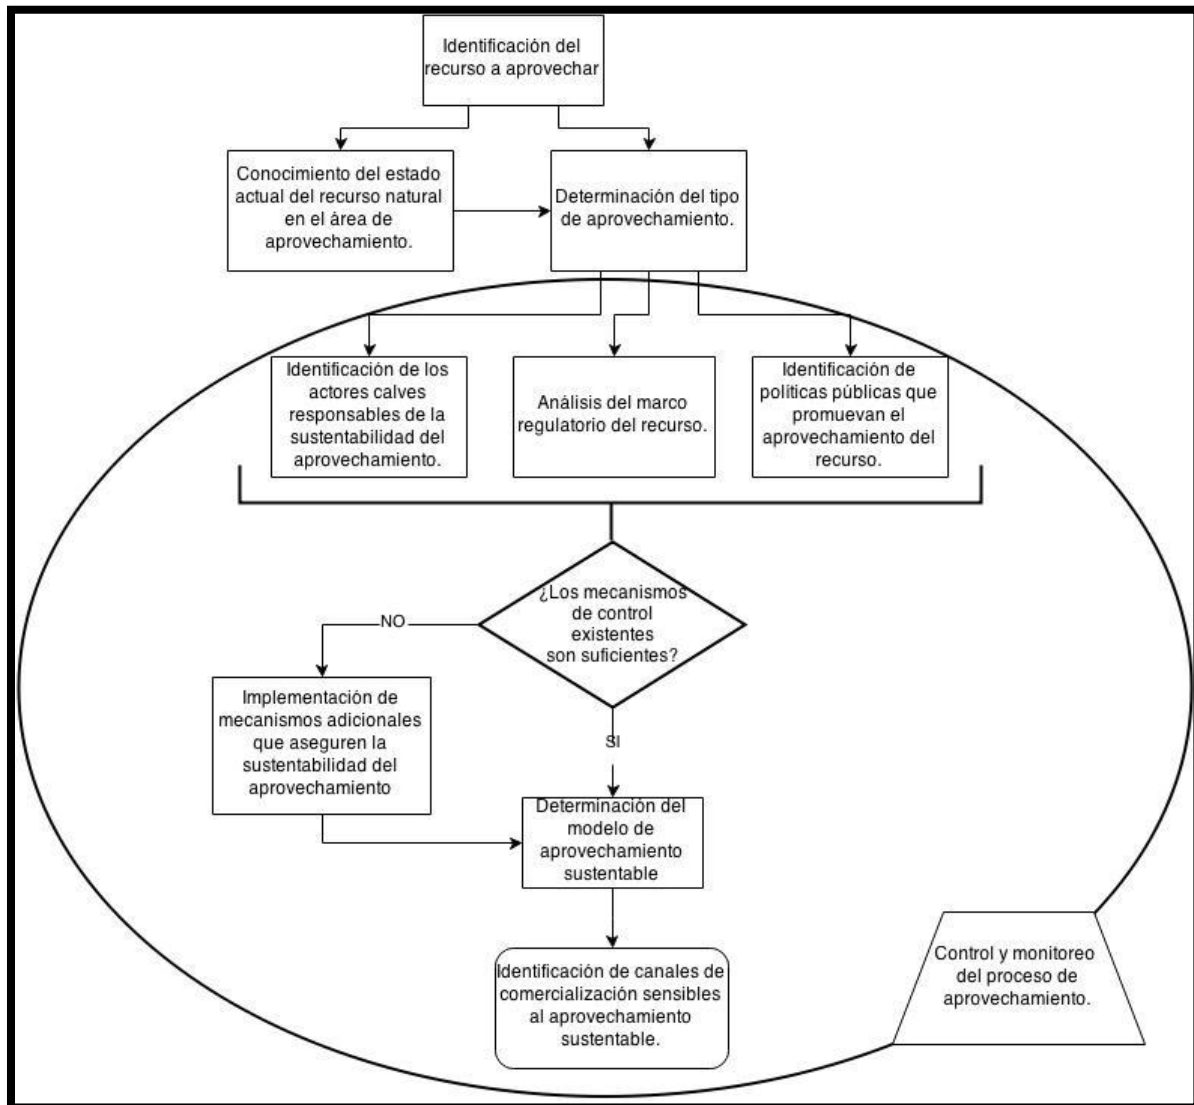 Identificación del
recurso a aprovechar
Conocimiento del estado
actual del recurso natural
en el área de
aprovechamiento.
Determinación del tipo
de aprovechamiento.
Identificación de los
actores calves
responsables de la
sustentabilidad del
aprovechamiento.
Análisis del marco
regulatorio del recurso.
Identificación de
políticas públicas que
promuevan el
aprovechamiento del
recurso.
¿Los mecanismos
de control
existentes
son suficientes?
NO
Implementación de
mecanismos adicionales
que aseguren la
sustentabilidad del
aprovechamiento
SI
Determinación del
modelo de
aprovechamiento
sustentable
Identificación de canales de
comercialización sensibles
al aprovechamiento
sustentable.
Control y monitoreo
del proceso de
aprovechamiento.